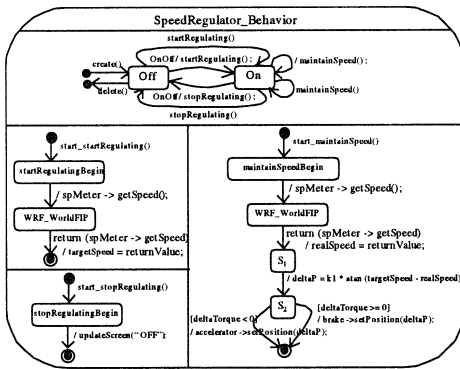 SpeedRegulator_Behavior
startRegulating()
OnOff / startRegulating() ;
create()
Off
On
/ maintainSpeed() ;
delete()
OnOff / stopRegulating() ;
maintainSpeed()
stopRegulating()
start_startRegulating()
startRegulatingBegin
/ spMeter -> getSpeed();
WRF_WorldFIP
return (spMeter -> getSpeed)
/ targetSpeed = returnValue;
start_stopRegulating()
stopRegulatingBegin
/ updateScreen("OFF");
start_maintainSpeed()
maintainSpeedBegin
/ spMeter -> getSpeed();
WRF_WorldFIP
return (spMeter -> getSpeed)
/ realSpeed = returnValue;
S1
/ deltaP = k1 * atan (targetSpeed - realSpeed)
S2
[deltaTorque < 0]
[deltaTorque >= 0]
/ brake ->setPosition(deltaP);
/ accelerator ->setPosition(deltaP);